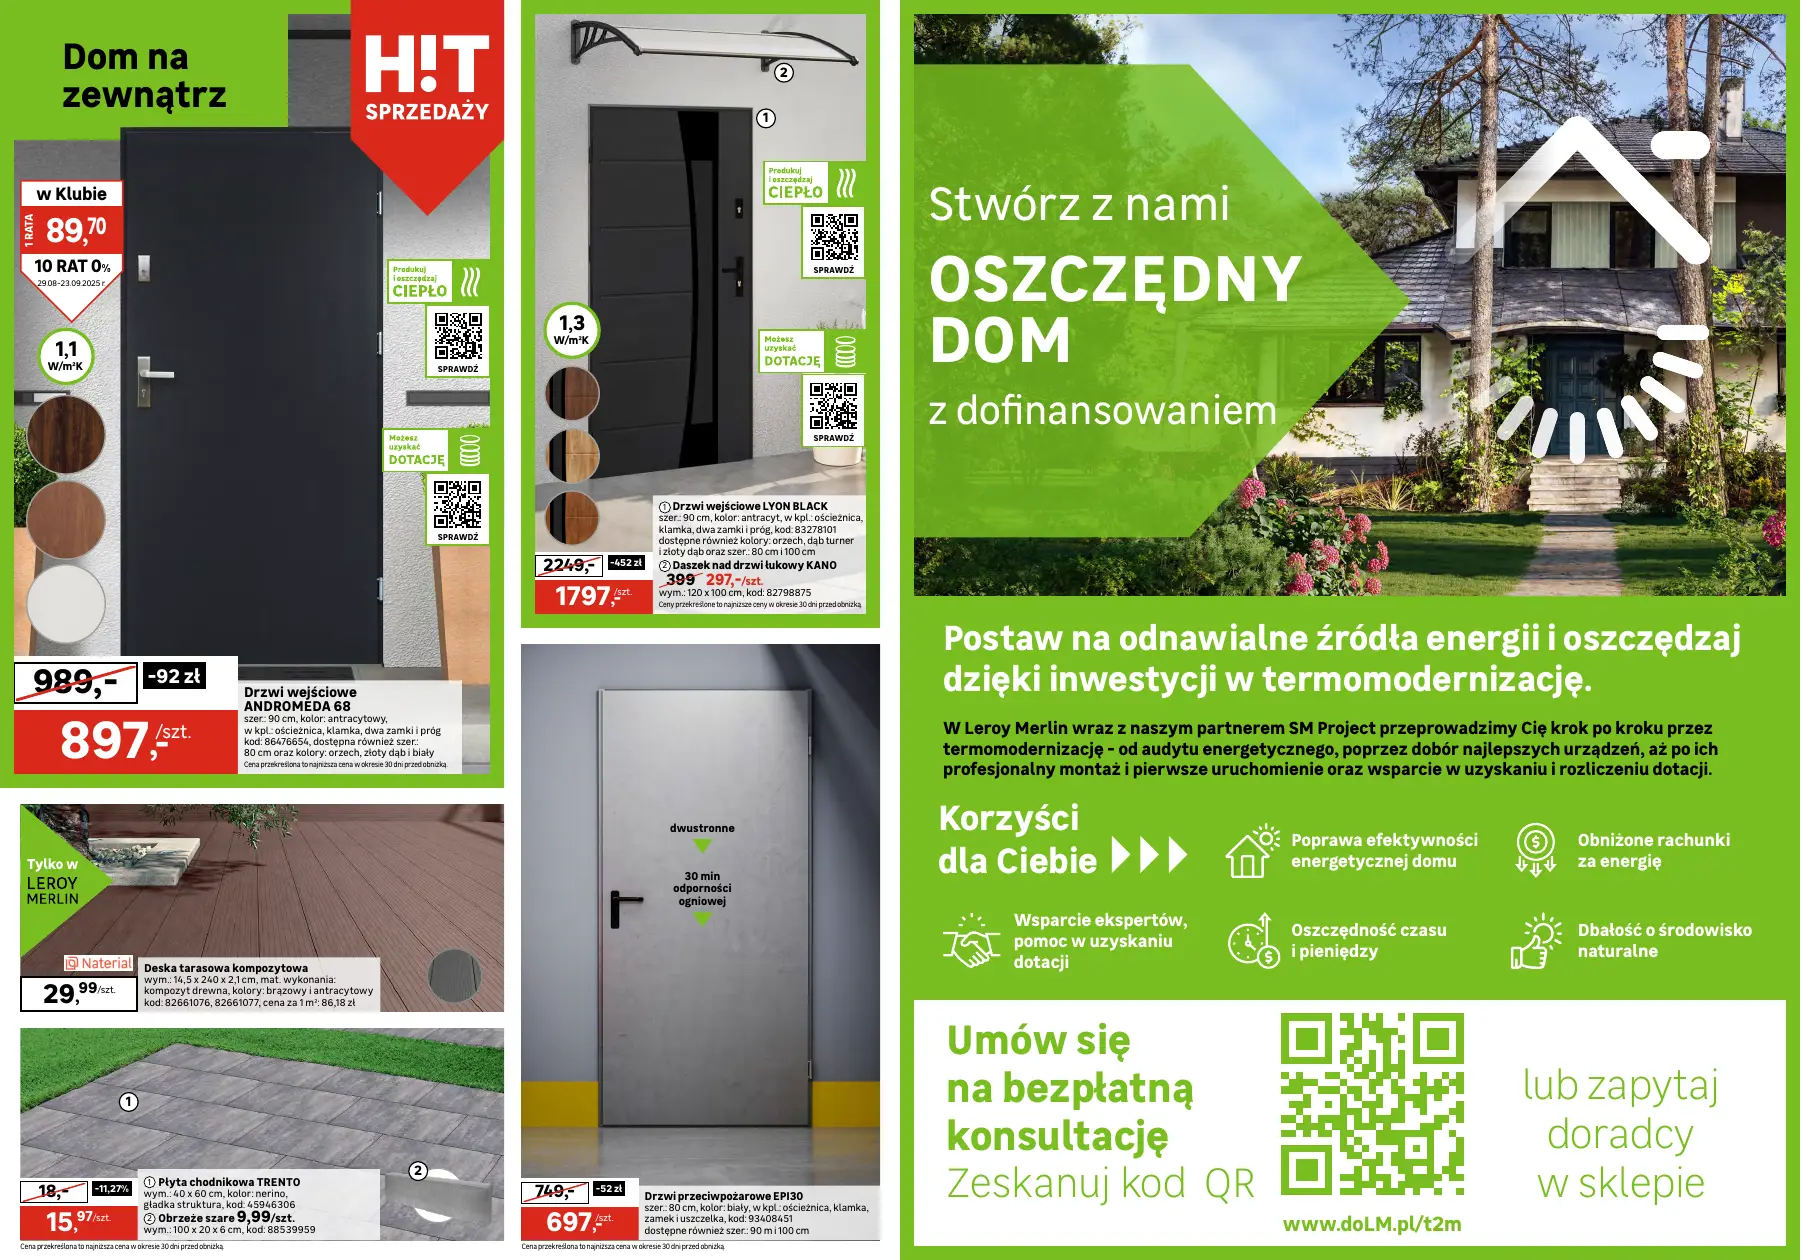 Dom na
zewnątrz
H!T
SPRZEDAŻY
w Klubie
1 RATA
89,70
10 RAT 0%
29.08-23.09.2025 r.
1,1
W/m²K
Produkuj
i oszczędzaj
CIEPŁO
SPRAWDŹ
Możesz
uzyskać
DOTACJĘ
SPRAWDŹ
989,-
-92 zł
897,-/szt.
Drzwi wejściowe
ANDROMEDA 68
szer.: 90 cm, kolor: antracytowy,
w kpl.: ościeżnica, klamka, dwa zamki i próg
kod: 86476654, dostępna również szer.:
80 cm oraz kolory: orzech, złoty dąb i biały
Cena przekreślona to najniższa cena w okresie 30 dni przed obniżką.
Tylko w
LEROY
MERLIN
Naterial
29,99/szt.
Deska tarasowa kompozytowa
wym.: 14,5 x 240 x 2,1 cm, mat. wykonania:
kompozyt drewna, kolory: brązowy i antracytowy
kod: 82661076, 82661077, cena za 1 m²: 86,18 zł
1
2
18,-
-11,27%
15,97/szt.
1 Płyta chodnikowa TRENTO
wym.: 40 x 60 cm, kolor: nerino,
gładka struktura, kod: 45946306
2 Obrzeże szare 9,99/szt.
wym.: 100 x 20 x 6 cm, kod: 88539959
Cena przekreślona to najniższa cena w okresie 30 dni przed obniżką.
2
1
Produkuj
i oszczędzaj
CIEPŁO
SPRAWDŹ
1,3
W/m²K
Możesz
uzyskać
DOTACJĘ
SPRAWDŹ
2249,-
-452 zł
1797,-/szt.
1 Drzwi wejściowe LYON BLACK
szer.: 90 cm, kolor: antracyt, w kpl.: ościeżnica,
klamka, dwa zamki i próg, kod: 83278101
dostępne również kolory: orzech, dąb turner
i złoty dąb oraz szer.: 80 cm i 100 cm
2 Daszek nad drzwi łukowy KANO
399 297,-/szt.
wym.: 120 x 100 cm, kod: 82798875
Ceny przekreślone to najniższe ceny w okresie 30 dni przed obniżką.
dwustronne
30 min
odporności
ogniowej
749,-
-52 zł
697,-/szt.
Drzwi przeciwpożarowe EPI30
szer.: 80 cm, kolor: biały, w kpl.: ościeżnica, klamka,
zamek i uszczelka, kod: 93408451
dostępne również szer.: 90 m i 100 cm
Cena przekreślona to najniższa cena w okresie 30 dni przed obniżką.
Stwórz z nami
OSZCZĘDNY
DOM
z dofinansowaniem
Postaw na odnawialne źródła energii i oszczędzaj
dzięki inwestycji w termomodernizację.
W Leroy Merlin wraz z naszym partnerem SM Project przeprowadzimy Cię krok po kroku przez
termomodernizację - od audytu energetycznego, poprzez dobór najlepszych urządzeń, aż po ich
profesjonalny montaż i pierwsze uruchomienie oraz wsparcie w uzyskaniu i rozliczeniu dotacji.
Korzyści
dla Ciebie
Poprawa efektywności
energetycznej domu
Obniżone rachunki
za energię
Wsparcie ekspertów,
pomoc w uzyskaniu
dotacji
Oszczędność czasu
i pieniędzy
Dbałość o środowisko
naturalne
Umów się
na bezpłatną
konsultację
Zeskanuj kod QR
www.doLM.pl/t2m
lub zapytaj
doradcy
w sklepie